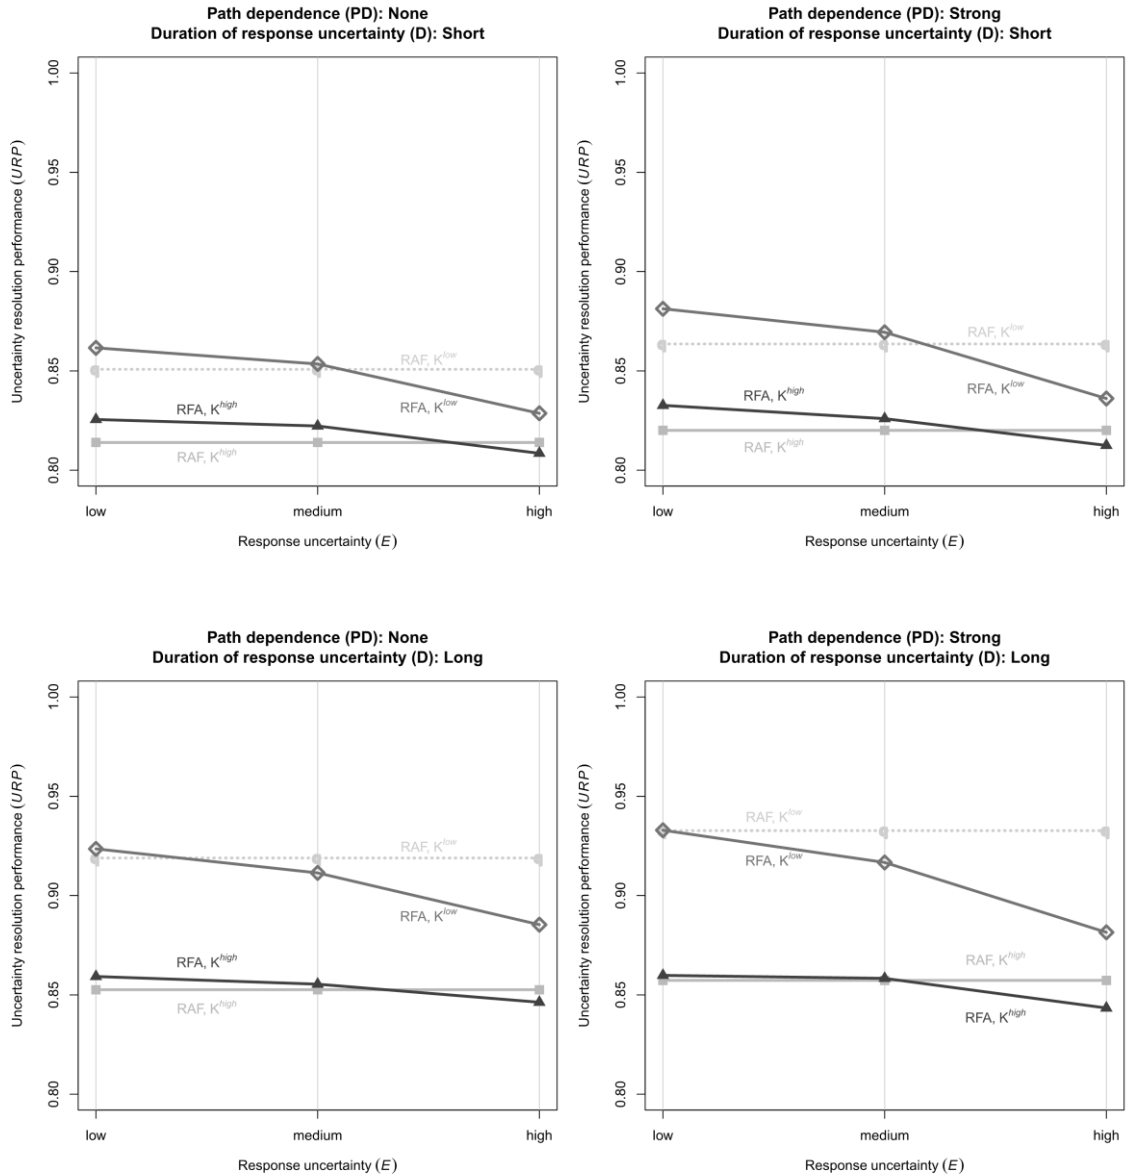 Path dependence (PD): None
Duration of response uncertainty (D): Short
Uncertainty resolution performance (URP)
1.00
0.95
0.90
0.85
0.80
RAF, K^low
RFA, K^high
RFA, K^low
RAF, K^high
low medium high
Response uncertainty (E)
Path dependence (PD): Strong
Duration of response uncertainty (D): Short
Uncertainty resolution performance (URP)
1.00
0.95
0.90
0.85
0.80
RAF, K^low
RFA, K^low
RFA, K^high
RAF, K^high
low medium high
Response uncertainty (E)
Path dependence (PD): None
Duration of response uncertainty (D): Long
Uncertainty resolution performance (URP)
1.00
0.95
0.90
0.85
0.80
RAF, K^low
RFA, K^low
RFA, K^high
RAF, K^high
low medium high
Response uncertainty (E)
Path dependence (PD): Strong
Duration of response uncertainty (D): Long
Uncertainty resolution performance (URP)
1.00
0.95
0.90
0.85
0.80
RAF, K^low
RFA, K^low
RAF, K^high
RFA, K^high
low medium high
Response uncertainty (E)